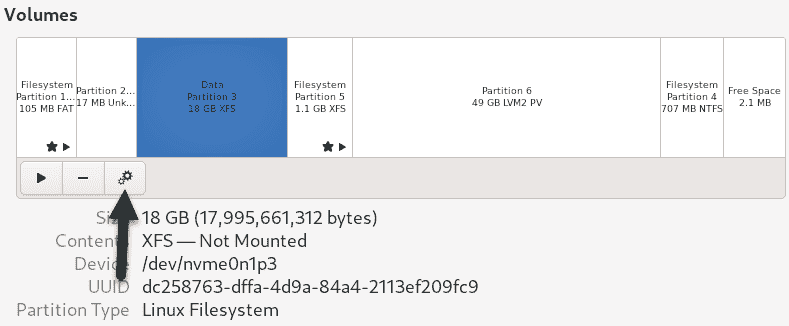 Volumes
Filesystem
Partition 1...
105 MB FAT
Partition 2...
17 MB Unk...
Data
Partition 3
18 GB XFS
Filesystem
Partition 5
1.1 GB XFS
Partition 6
49 GB LVM2 PV
Filesystem
Partition 4
707 MB NTFS
Free Space
2.1 MB
18 GB (17,995,661,312 bytes)
Contents XFS — Not Mounted
Device /dev/nvme0n1p3
UUID dc258763-dffa-4d9a-84a4-2113ef209fc9
Partition Type Linux Filesystem